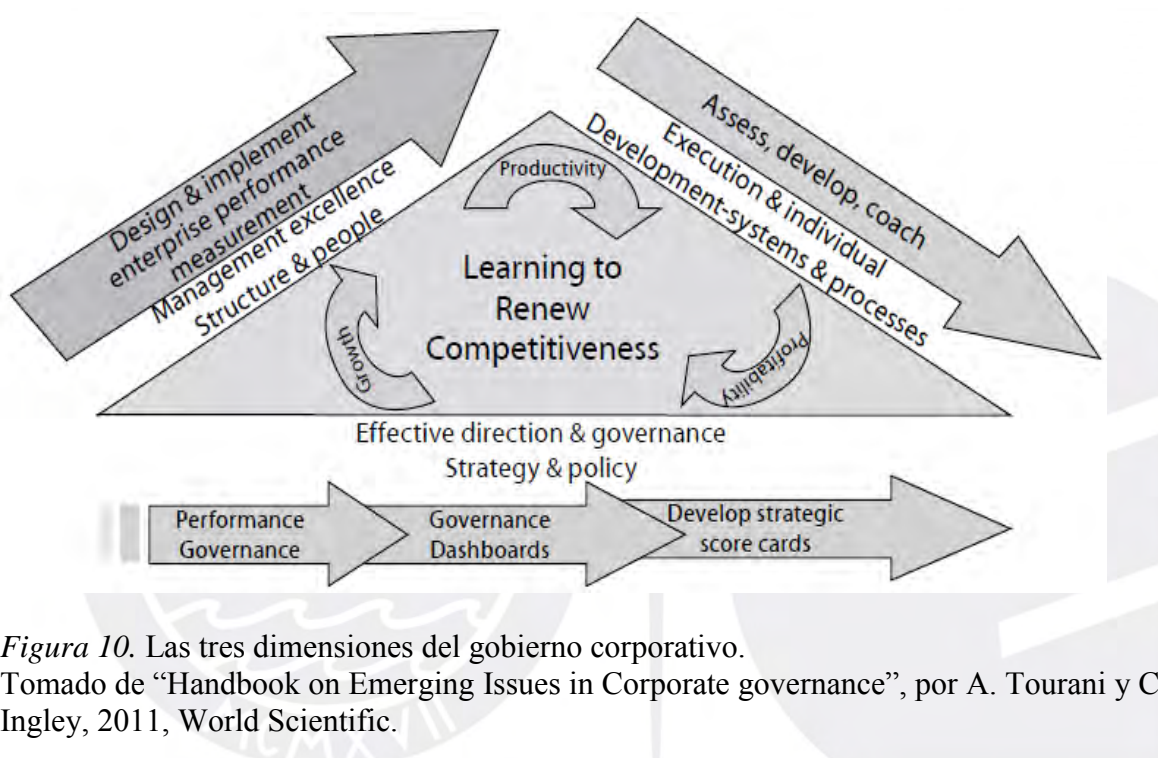 Design & implement
enterprise performance
measurement
Management excellence
Structure & people
Assess, develop, coach
Execution & individual
Development-systems & processes
Productivity
Growth
Profitability
Learning to
Renew
Competitiveness
Effective direction & governance
Strategy & policy
Performance
Governance
Governance
Dashboards
Develop strategic
score cards
Figura 10. Las tres dimensiones del gobierno corporativo.
Tomado de “Handbook on Emerging Issues in Corporate governance”, por A. Tourani y C
Ingley, 2011, World Scientific.